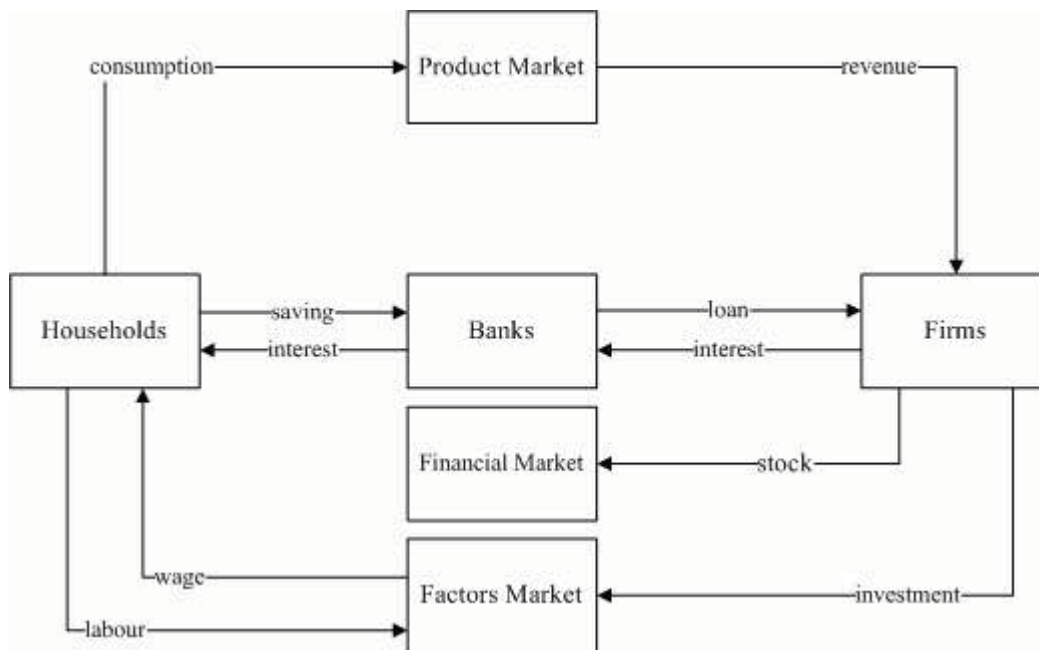 consumption
Product Market
revenue
Households
saving
interest
Banks
loan
interest
Firms
Financial Market
stock
wage
labour
Factors Market
investment